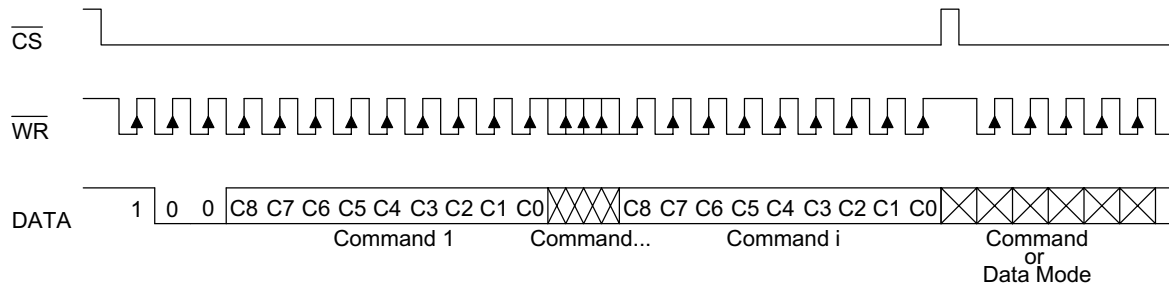 CS
WR
DATA 1 0 0 C8 C7 C6 C5 C4 C3 C2 C1 C0 C8 C7 C6 C5 C4 C3 C2 C1 C0
Command 1 Command... Command i Command
or
Data Mode